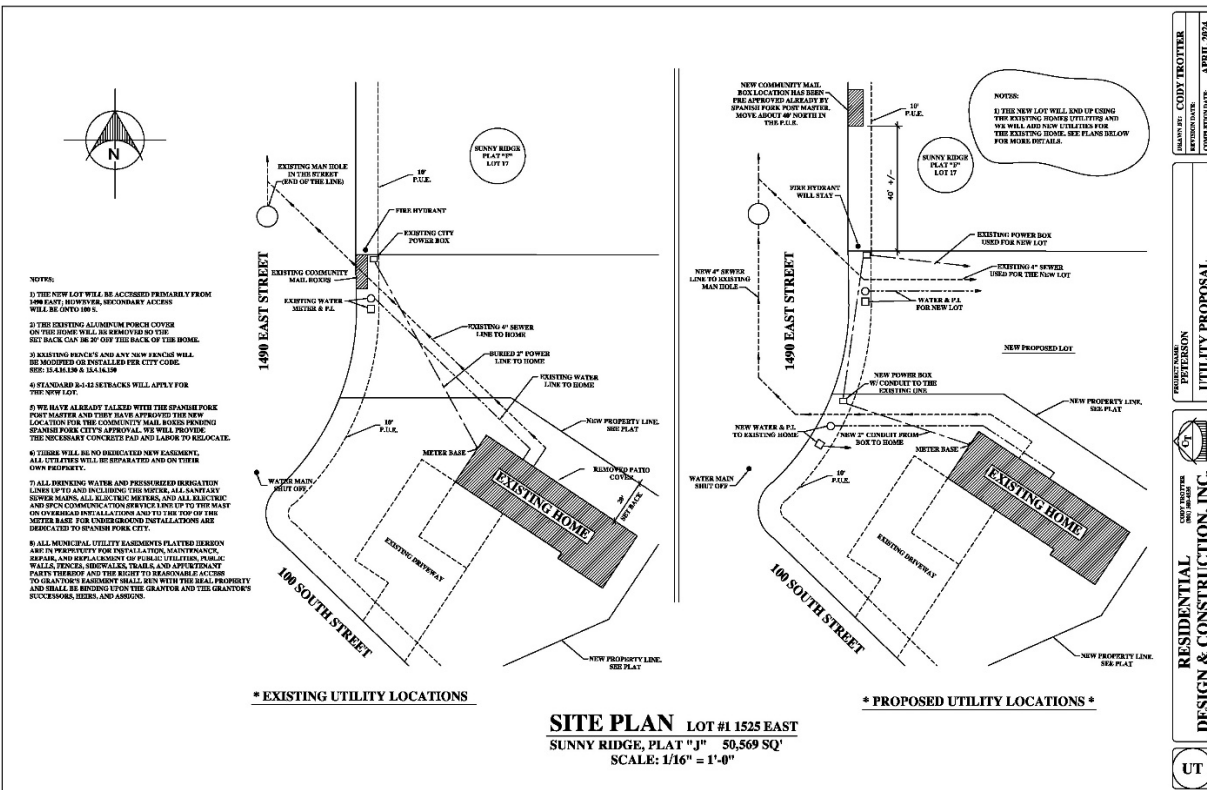 N
NOTES:
1) THE NEW LOT WILL BE ACCESSED PRIMARILY FROM
1490 EAST; HOWEVER, SECONDARY ACCESS
WILL BE ONTO 100 S.
2) THE EXISTING ALUMINUM PORCH COVER
ON THE HOME WILL BE REMOVED SO THE
SET BACK CAN BE 20' OFF THE BACK OF THE HOME.
3) EXISTING FENCE'S AND ANY NEW FENCES WILL
BE MODIFIED OR INSTALLED PER CITY CODE.
SEE: 15.4.16.130 & 15.4.16.150
4) STANDARD R-1-12 SETBACKS WILL APPLY FOR
THE NEW LOT.
5) WE HAVE ALREADY TALKED WITH THE SPANISH FORK
POST MASTER AND THEY HAVE APPROVED THE NEW
LOCATION FOR THE COMMUNITY MAIL BOXES PENDING
SPANISH FORK CITY'S APPROVAL. WE WILL PROVIDE
THE NECESSARY CONCRETE PAD AND LABOR TO RELOCATE.
6) THERE WILL BE NO DEDICATED NEW EASEMENT,
ALL UTILITIES WILL BE SEPARATED AND ON THEIR
OWN PROPERTY.
7) ALL DRINKING WATER AND PRESSURIZED IRRIGATION
LINES UP TO AND INCLUDING THE METER, ALL SANITARY
SEWER MAINS, ALL ELECTRIC METERS, AND ALL ELECTRIC
AND SFCN COMMUNICATION SERVICE LINE UP TO THE MAST
ON OVERHEAD INSTALLATIONS AND TO THE TOP OF THE
METER BASE FOR UNDERGROUND INSTALLATIONS ARE
DEDICATED TO SPANISH FORK CITY.
8) ALL MUNICIPAL UTILITY EASEMENTS PLATTED HEREON
ARE IN PERPETUITY FOR INSTALLATION, MAINTENANCE,
REPAIR, AND REPLACEMENT OF PUBLIC UTILITIES, PUBLIC
WALLS, FENCES, SIDEWALKS, TRAILS, AND APPURTENANT
PARTS THEREOF AND THE RIGHT TO REASONABLE ACCESS
TO GRANTOR'S EASEMENT SHALL RUN WITH THE REAL PROPERTY
AND SHALL BE BINDING UPON THE GRANTOR AND THE GRANTOR'S
SUCCESSORS, HEIRS, AND ASSIGNS.
EXISTING MAN HOLE
IN THE STREET
(END OF THE LINE)
SUNNY RIDGE
PLAT "F"
LOT 17
10'
P.U.E.
FIRE HYDRANT
EXISTING CITY
POWER BOX
EXISTING COMMUNITY
MAIL BOXES
EXISTING WATER
METER & P.I.
1490 EAST STREET
EXISTING 4" SEWER
LINE TO HOME
BURIED 2" POWER
LINE TO HOME
EXISTING WATER
LINE TO HOME
10'
P.U.E.
NEW PROPERTY LINE.
SEE PLAT
METER BASE
REMOVED PATIO
COVER
20'
SET BACK
WATER MAIN
SHUT OFF
EXISTING HOME
EXISTING DRIVEWAY
100 SOUTH STREET
NEW PROPERTY LINE.
SEE PLAT
* EXISTING UTILITY LOCATIONS
NEW COMMUNITY MAIL
BOX LOCATION HAS BEEN
PRE APPROVED ALREADY BY
SPANISH FORK POST MASTER.
MOVE ABOUT 40' NORTH IN
THE P.U.E.
10'
P.U.E.
NOTES:
1) THE NEW LOT WILL END UP USING
THE EXISTING HOMES UTILITIES AND
WE WILL ADD NEW UTILITIES FOR
THE EXISTING HOME. SEE PLANS BELOW
FOR MORE DETAILS.
SUNNY RIDGE
PLAT "F"
LOT 17
40' +/-
FIRE HYDRANT
WILL STAY
EXISTING POWER BOX
USED FOR NEW LOT
EXISTING 4" SEWER
USED FOR THE NEW LOT
NEW 4" SEWER
LINE TO EXISTING
MAN HOLE
1490 EAST STREET
WATER & P.I.
FOR NEW LOT
NEW PROPOSED LOT
NEW POWER BOX
W/ CONDUIT TO THE
EXISTING ONE
NEW PROPERTY LINE.
SEE PLAT
NEW WATER & P.I.
TO EXISTING HOME
NEW 2" CONDUIT FROM
BOX TO HOME
METER BASE
WATER MAIN
SHUT OFF
10'
P.U.E.
EXISTING HOME
EXISTING DRIVEWAY
100 SOUTH STREET
NEW PROPERTY LINE.
SEE PLAT
* PROPOSED UTILITY LOCATIONS *
SITE PLAN LOT #1 1525 EAST
SUNNY RIDGE, PLAT "J" 50,569 SQ'
SCALE: 1/16" = 1'-0"
DRAWN BY: CODY TROTTER
REVISION DATE:
COMPLETION DATE: APRIL 2024
PROJECT NAME:
PETERSON
UTILITY PROPOSAL
CT
CODY TROTTER
RESIDENTIAL
DESIGN & CONSTRUCTION, INC.
UT